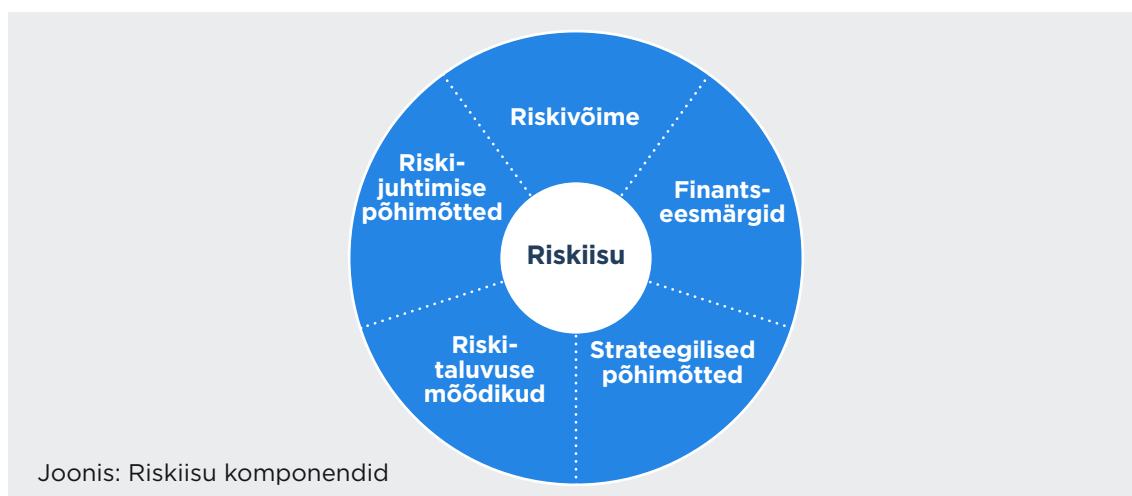 Riskivõime
Finants-
eesmärgid
Strateegilised
põhimõtted
Riski-
taluvuse
mõõdikud
Riski-
juhtimise
põhimõtted
Riskiisu
Joonis: Riskiisu komponendid